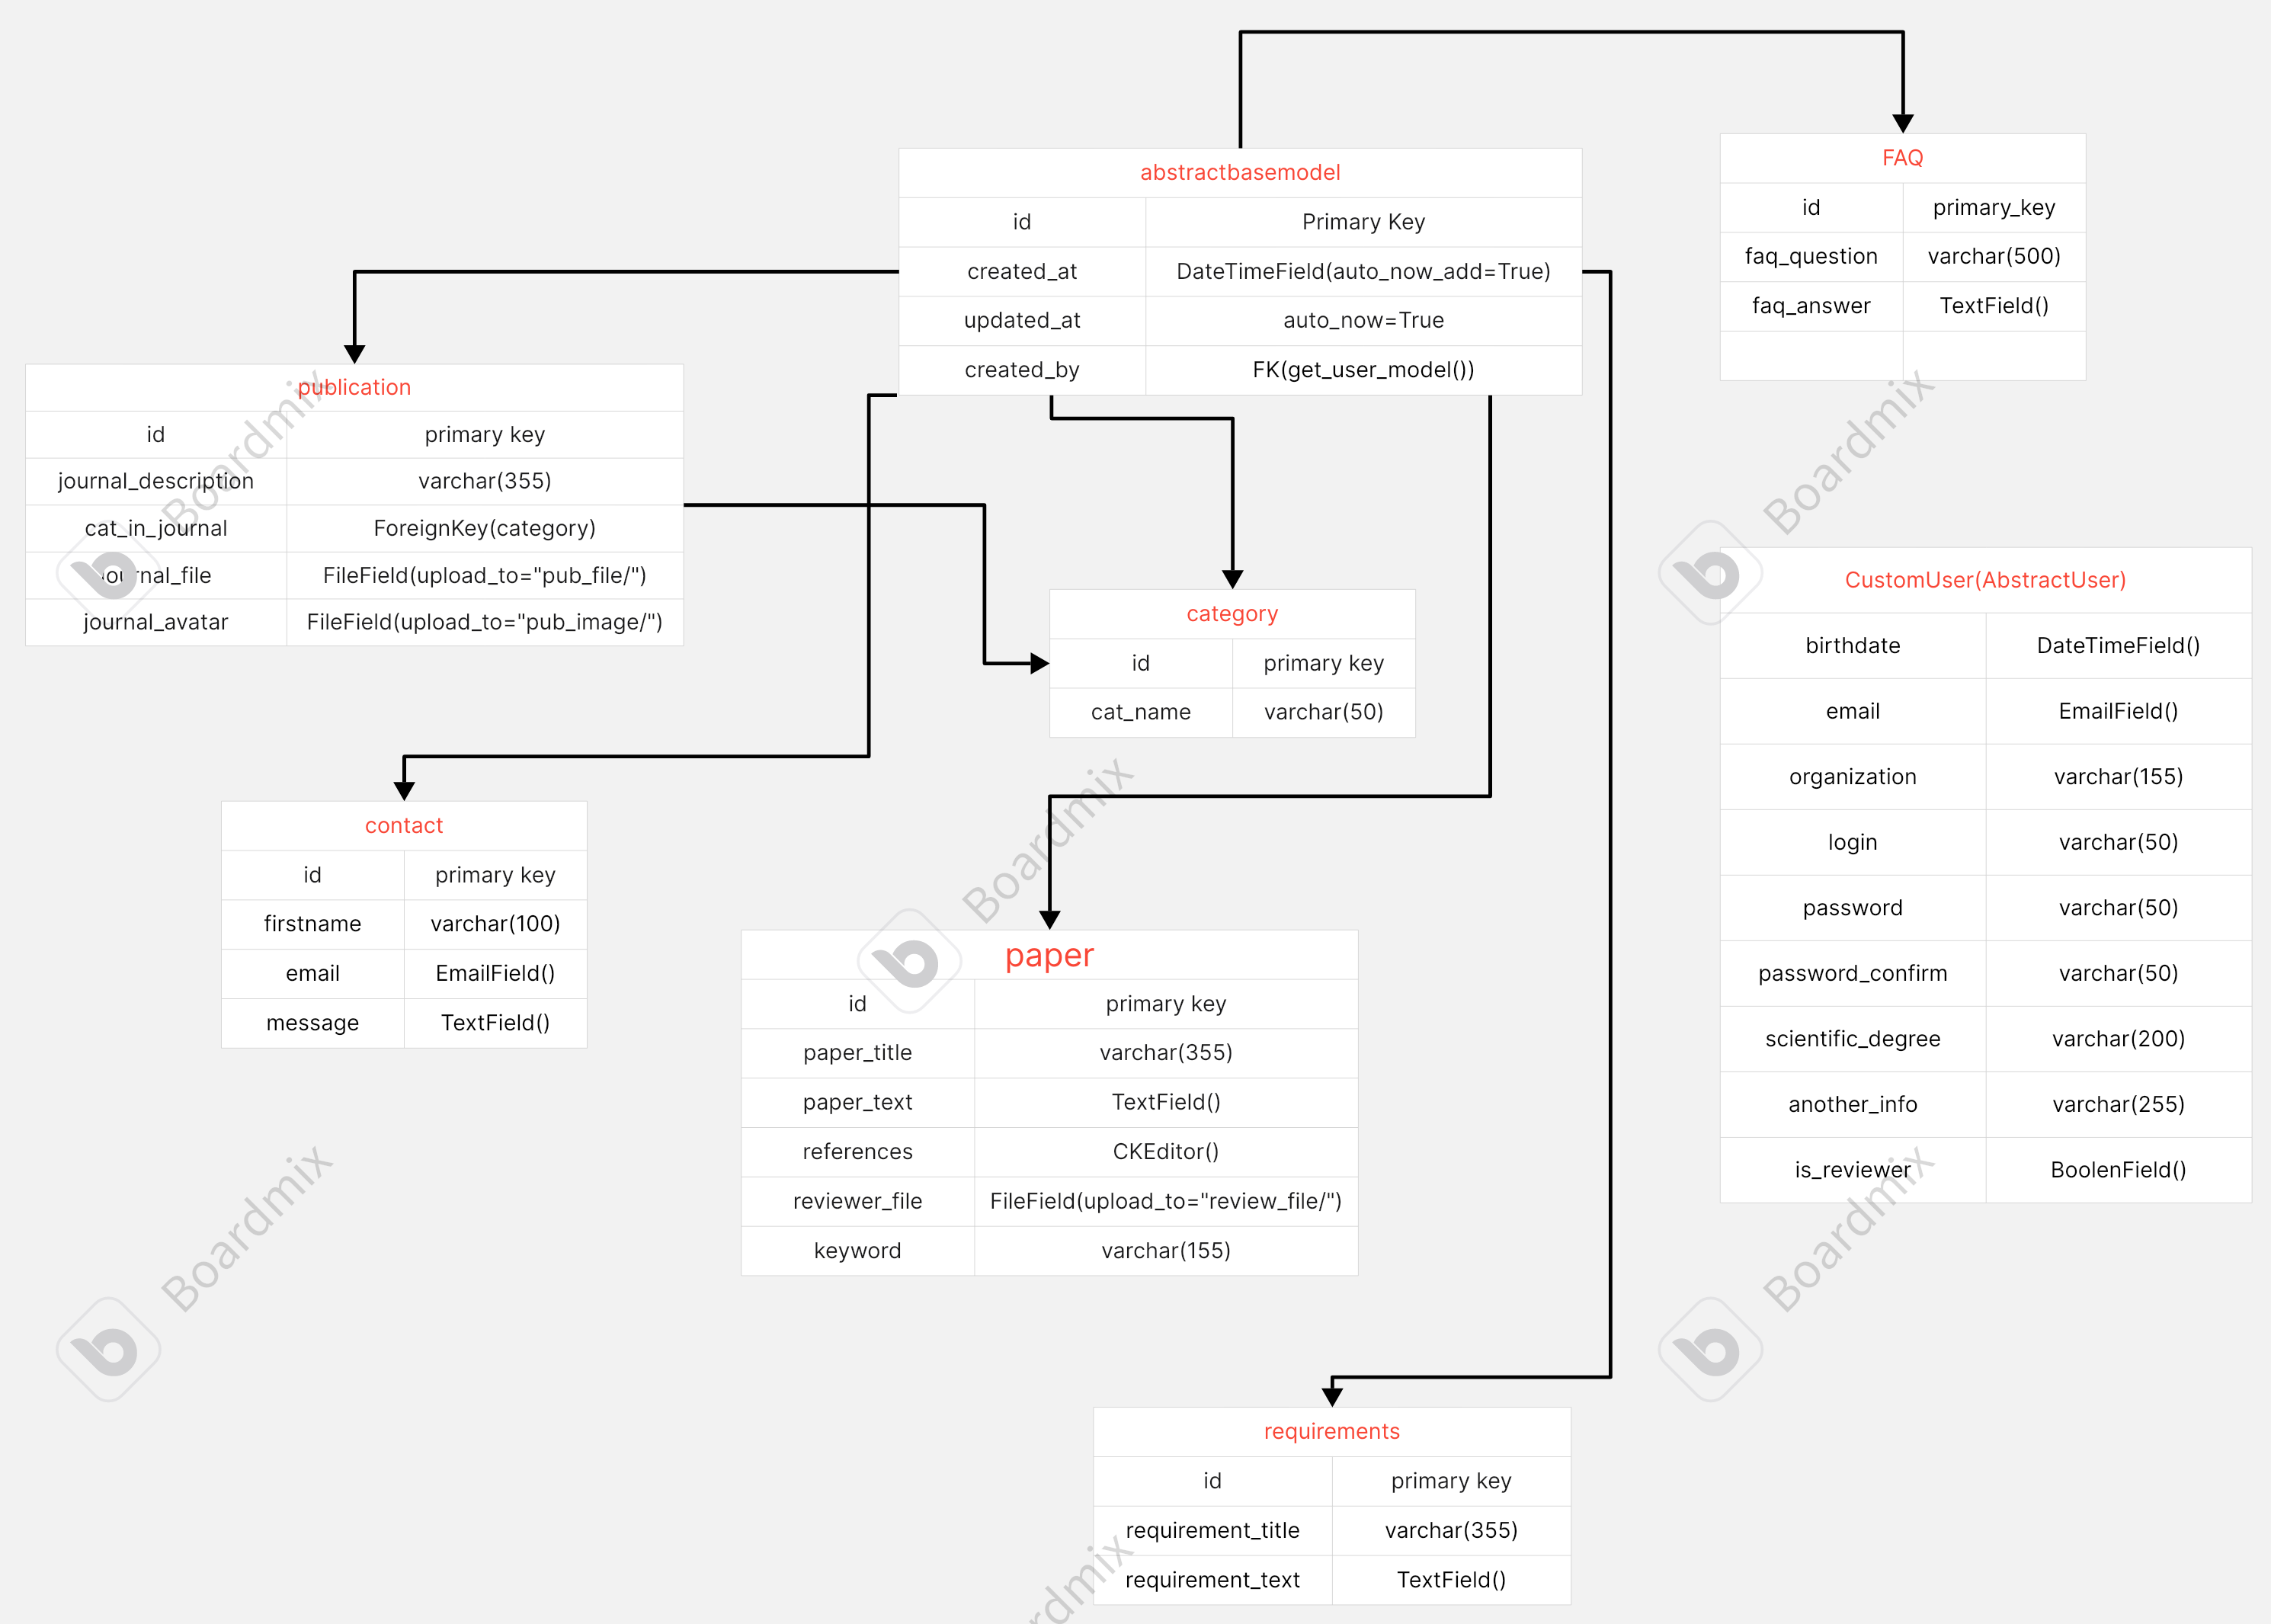 abstractbasemodel
id Primary Key
created_at DateTimeField(auto_now_add=True)
updated_at auto_now=True
created_by FK(get_user_model())
FAQ
id primary_key
faq_question varchar(500)
faq_answer TextField()
publication
id primary key
journal_description varchar(355)
cat_in_journal ForeignKey(category)
journal_file FileField(upload_to="pub_file/")
journal_avatar FileField(upload_to="pub_image/")
category
id primary key
cat_name varchar(50)
CustomUser(AbstractUser)
birthdate DateTimeField()
email EmailField()
organization varchar(155)
login varchar(50)
password varchar(50)
password_confirm varchar(50)
scientific_degree varchar(200)
another_info varchar(255)
is_reviewer BoolenField()
contact
id primary key
firstname varchar(100)
email EmailField()
message TextField()
paper
id primary key
paper_title varchar(355)
paper_text TextField()
references CKEditor()
reviewer_file FileField(upload_to="review_file/")
keyword varchar(155)
requirements
id primary key
requirement_title varchar(355)
requirement_text TextField()
Boardmix
Boardmix
Boardmix
Boardmix
Boardmix
ardmix